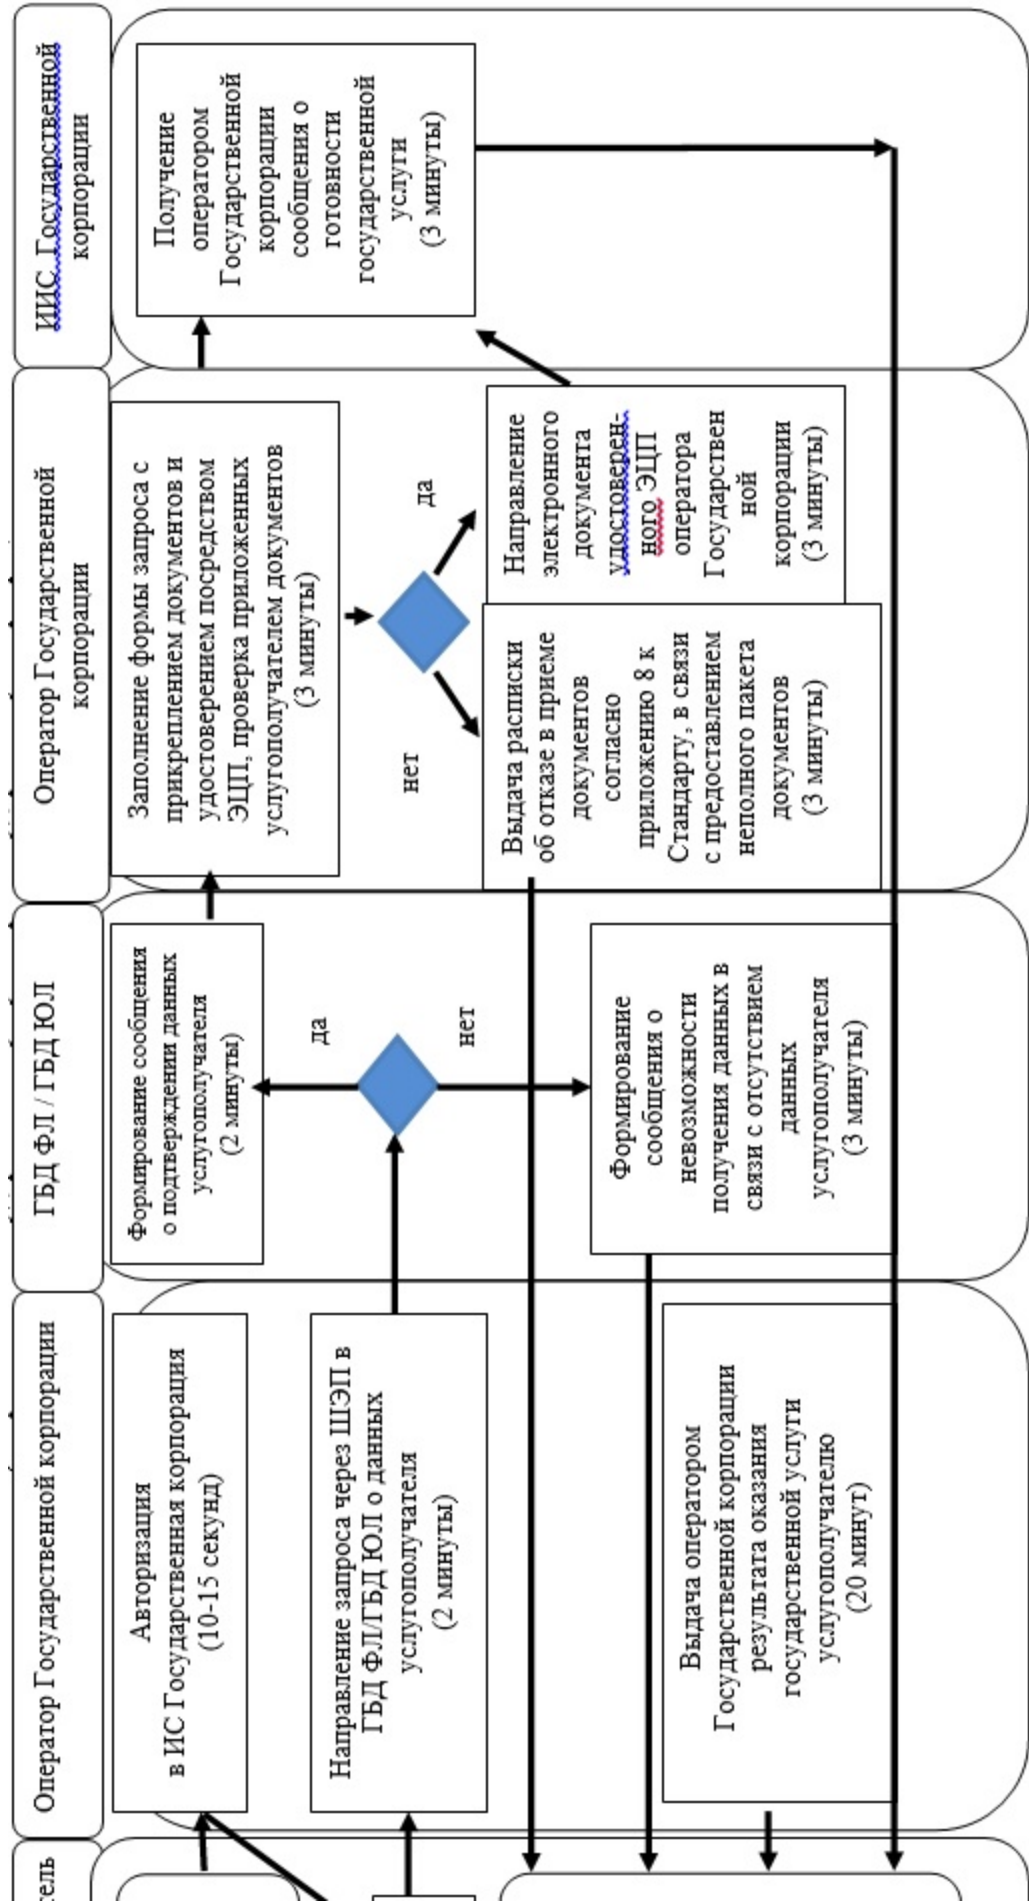 тель
Оператор Государственной корпорации
Авторизация
в ИС Государственная корпорация
(10-15 секунд)
Направление запроса через ШЭП в
ГБД ФЛ/ГБД ЮЛ о данных
услугополучателя
(2 минуты)
Выдача оператором
Государственной корпорации
результата оказания
государственной услуги
услугополучателю
(20 минут)
ГБД ФЛ / ГБД ЮЛ
Формирование сообщения
о подтверждении данных
услугополучателя
(2 минуты)
да
нет
Формирование
сообщения о
невозможности
получения данных в
связи с отсутствием
данных
услугополучателя
(3 минуты)
Оператор Государственной
корпорации
Заполнение формы запроса с
прикреплением документов и
удостоверением посредством
ЭЦП, проверка приложенных
услугополучателем документов
(3 минуты)
нет
да
Выдача расписки
об отказе в приеме
документов
согласно
приложению 8 к
Стандарту, в связи
с предоставлением
неполного пакета
документов
(3 минуты)
Направление
электронного
документа
удостоверен-
ного ЭЦП
оператора
Государствен
ной
корпорации
(3 минуты)
ИИС Государственной
корпорации
Получение
оператором
Государственной
корпорации
сообщения о
готовности
государственной
услуги
(3 минуты)